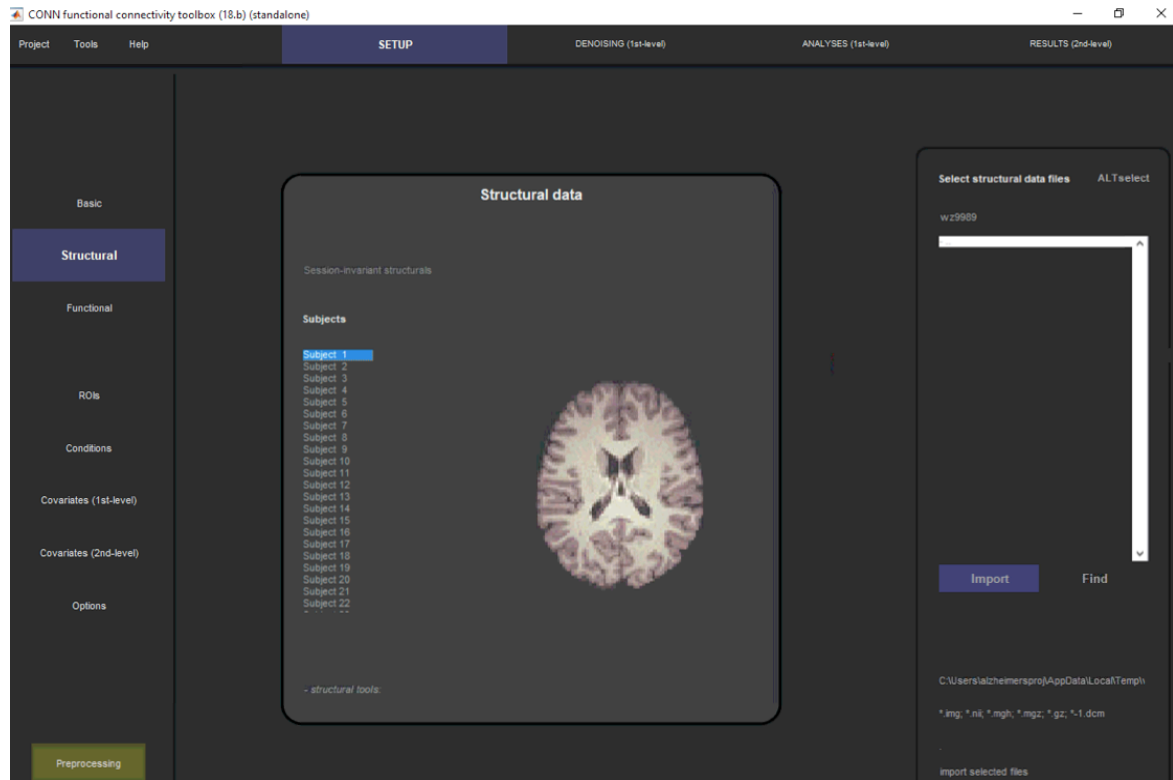 CONN functional connectivity toolbox (18.b) (standalone)
Project Tools Help SETUP DENOISING (1st-level) ANALYSES (1st-level) RESULTS (2nd-level)
Basic
Structural
Functional
ROIs
Conditions
Covariates (1st-level)
Covariates (2nd-level)
Options
Preprocessing
Structural data
Session-invariant structurals
Subjects
Subject 1
Subject 2
Subject 3
Subject 4
Subject 5
Subject 6
Subject 7
Subject 8
Subject 9
Subject 10
Subject 11
Subject 12
Subject 13
Subject 14
Subject 15
Subject 16
Subject 17
Subject 18
Subject 19
Subject 20
Subject 21
Subject 22
- structural tools:
Select structural data files ALTselect
wz9989
Import Find
C:\Users\alzheimersproj\AppData\Local\Temp\
*.img; *.nii; *.mgh; *.mgz; *.gz; *-1.dcm
.
import selected files